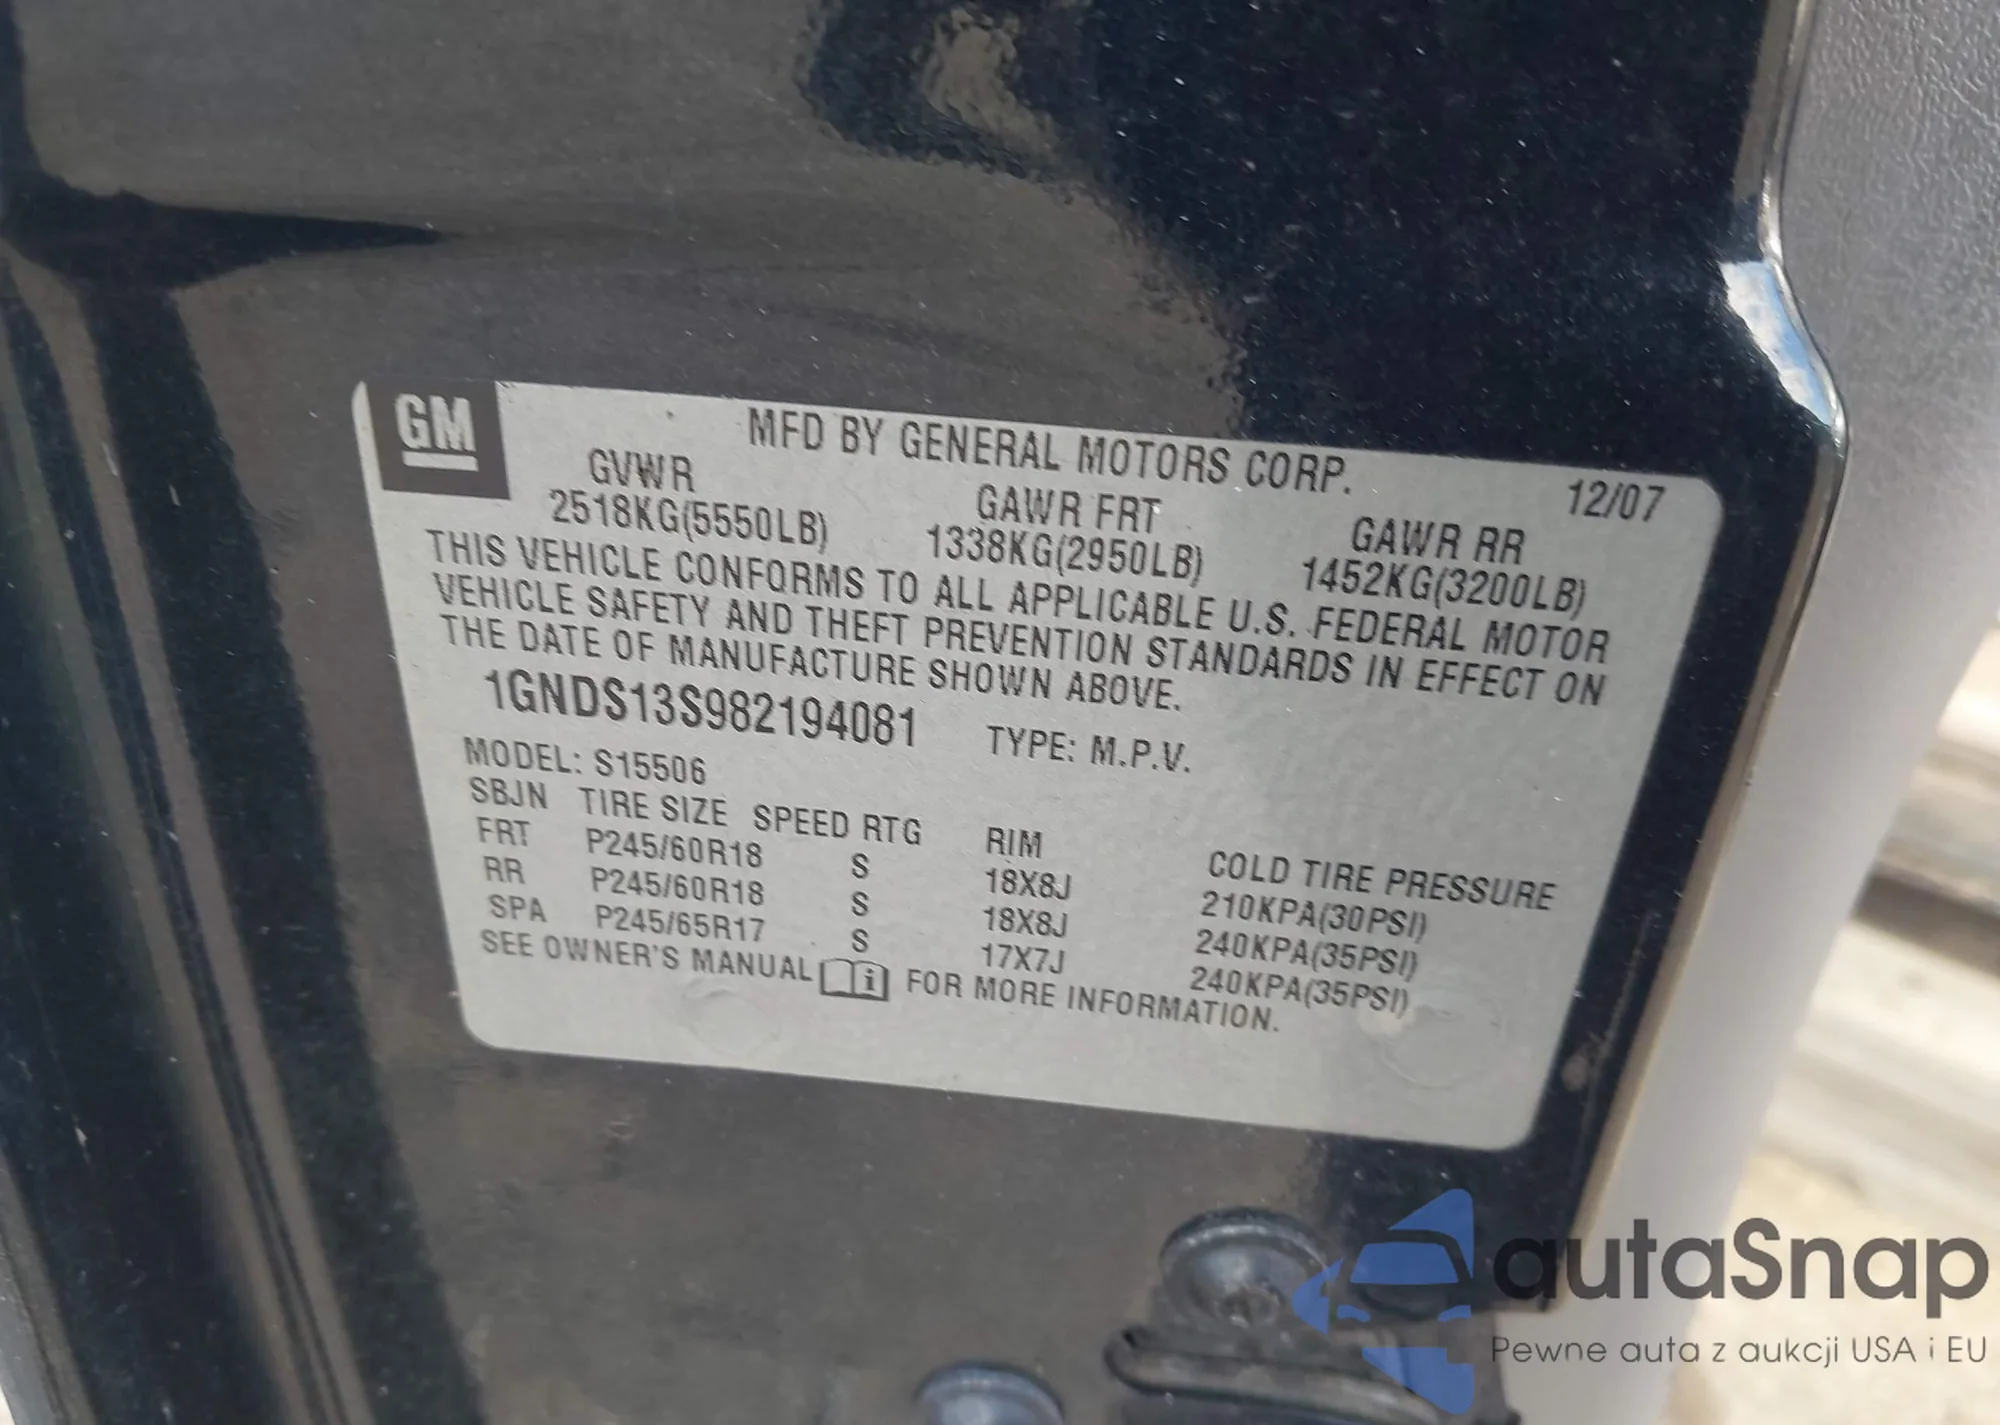 GM
MFD BY GENERAL MOTORS CORP.
12/07
GVWR GAWR FRT GAWR RR
2518KG(5550LB) 1338KG(2950LB) 1452KG(3200LB)
THIS VEHICLE CONFORMS TO ALL APPLICABLE U.S. FEDERAL MOTOR
VEHICLE SAFETY AND THEFT PREVENTION STANDARDS IN EFFECT ON
THE DATE OF MANUFACTURE SHOWN ABOVE.
1GNDS13S982194081 TYPE: M.P.V.
MODEL: S15506
SBJN TIRE SIZE SPEED RTG RIM COLD TIRE PRESSURE
FRT P245/60R18 S 18X8J 210KPA(30PSI)
RR P245/60R18 S 18X8J 240KPA(35PSI)
SPA P245/65R17 S 17X7J 240KPA(35PSI)
SEE OWNER'S MANUAL i FOR MORE INFORMATION.
autaSnap
Pewne auta z aukcji USA i EU